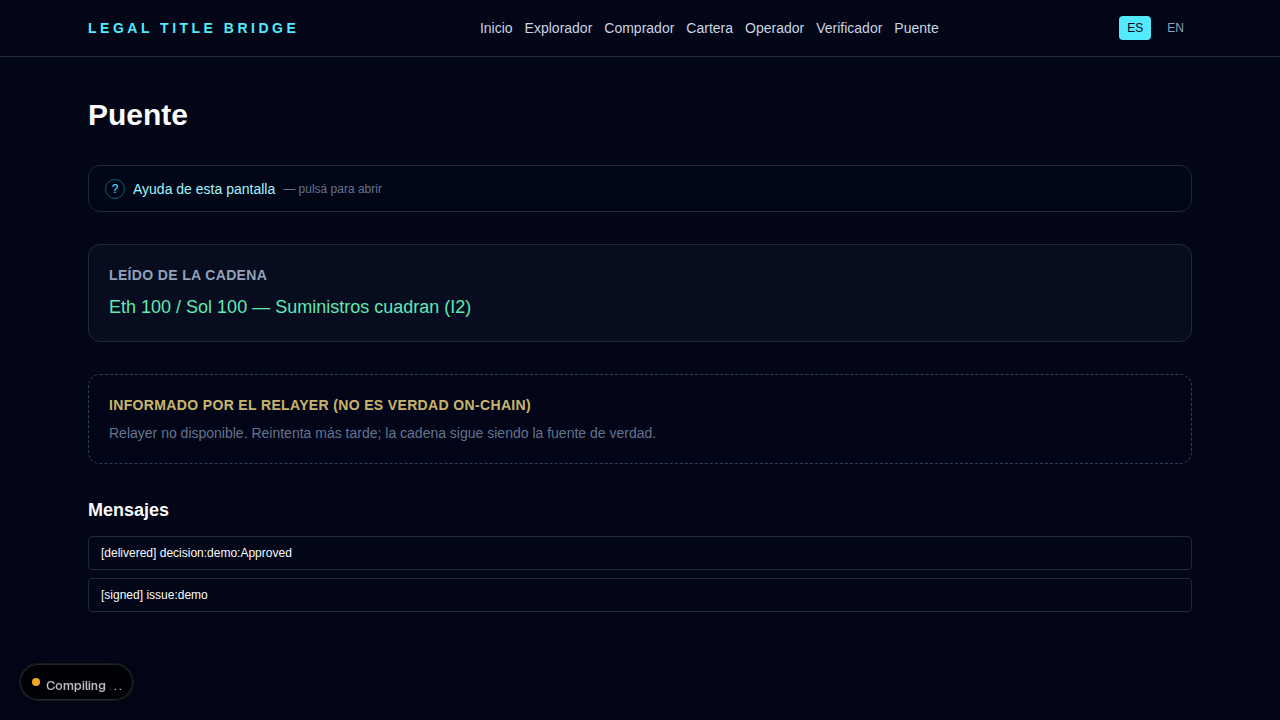 LEGAL TITLE BRIDGE
Inicio Explorador Comprador Cartera Operador Verificador Puente
ES EN
Puente
? Ayuda de esta pantalla — pulsá para abrir
LEÍDO DE LA CADENA
Eth 100 / Sol 100 — Suministros cuadran (I2)
INFORMADO POR EL RELAYER (NO ES VERDAD ON-CHAIN)
Relayer no disponible. Reintenta más tarde; la cadena sigue siendo la fuente de verdad.
Mensajes
[delivered] decision:demo:Approved
[signed] issue:demo
Compiling ...